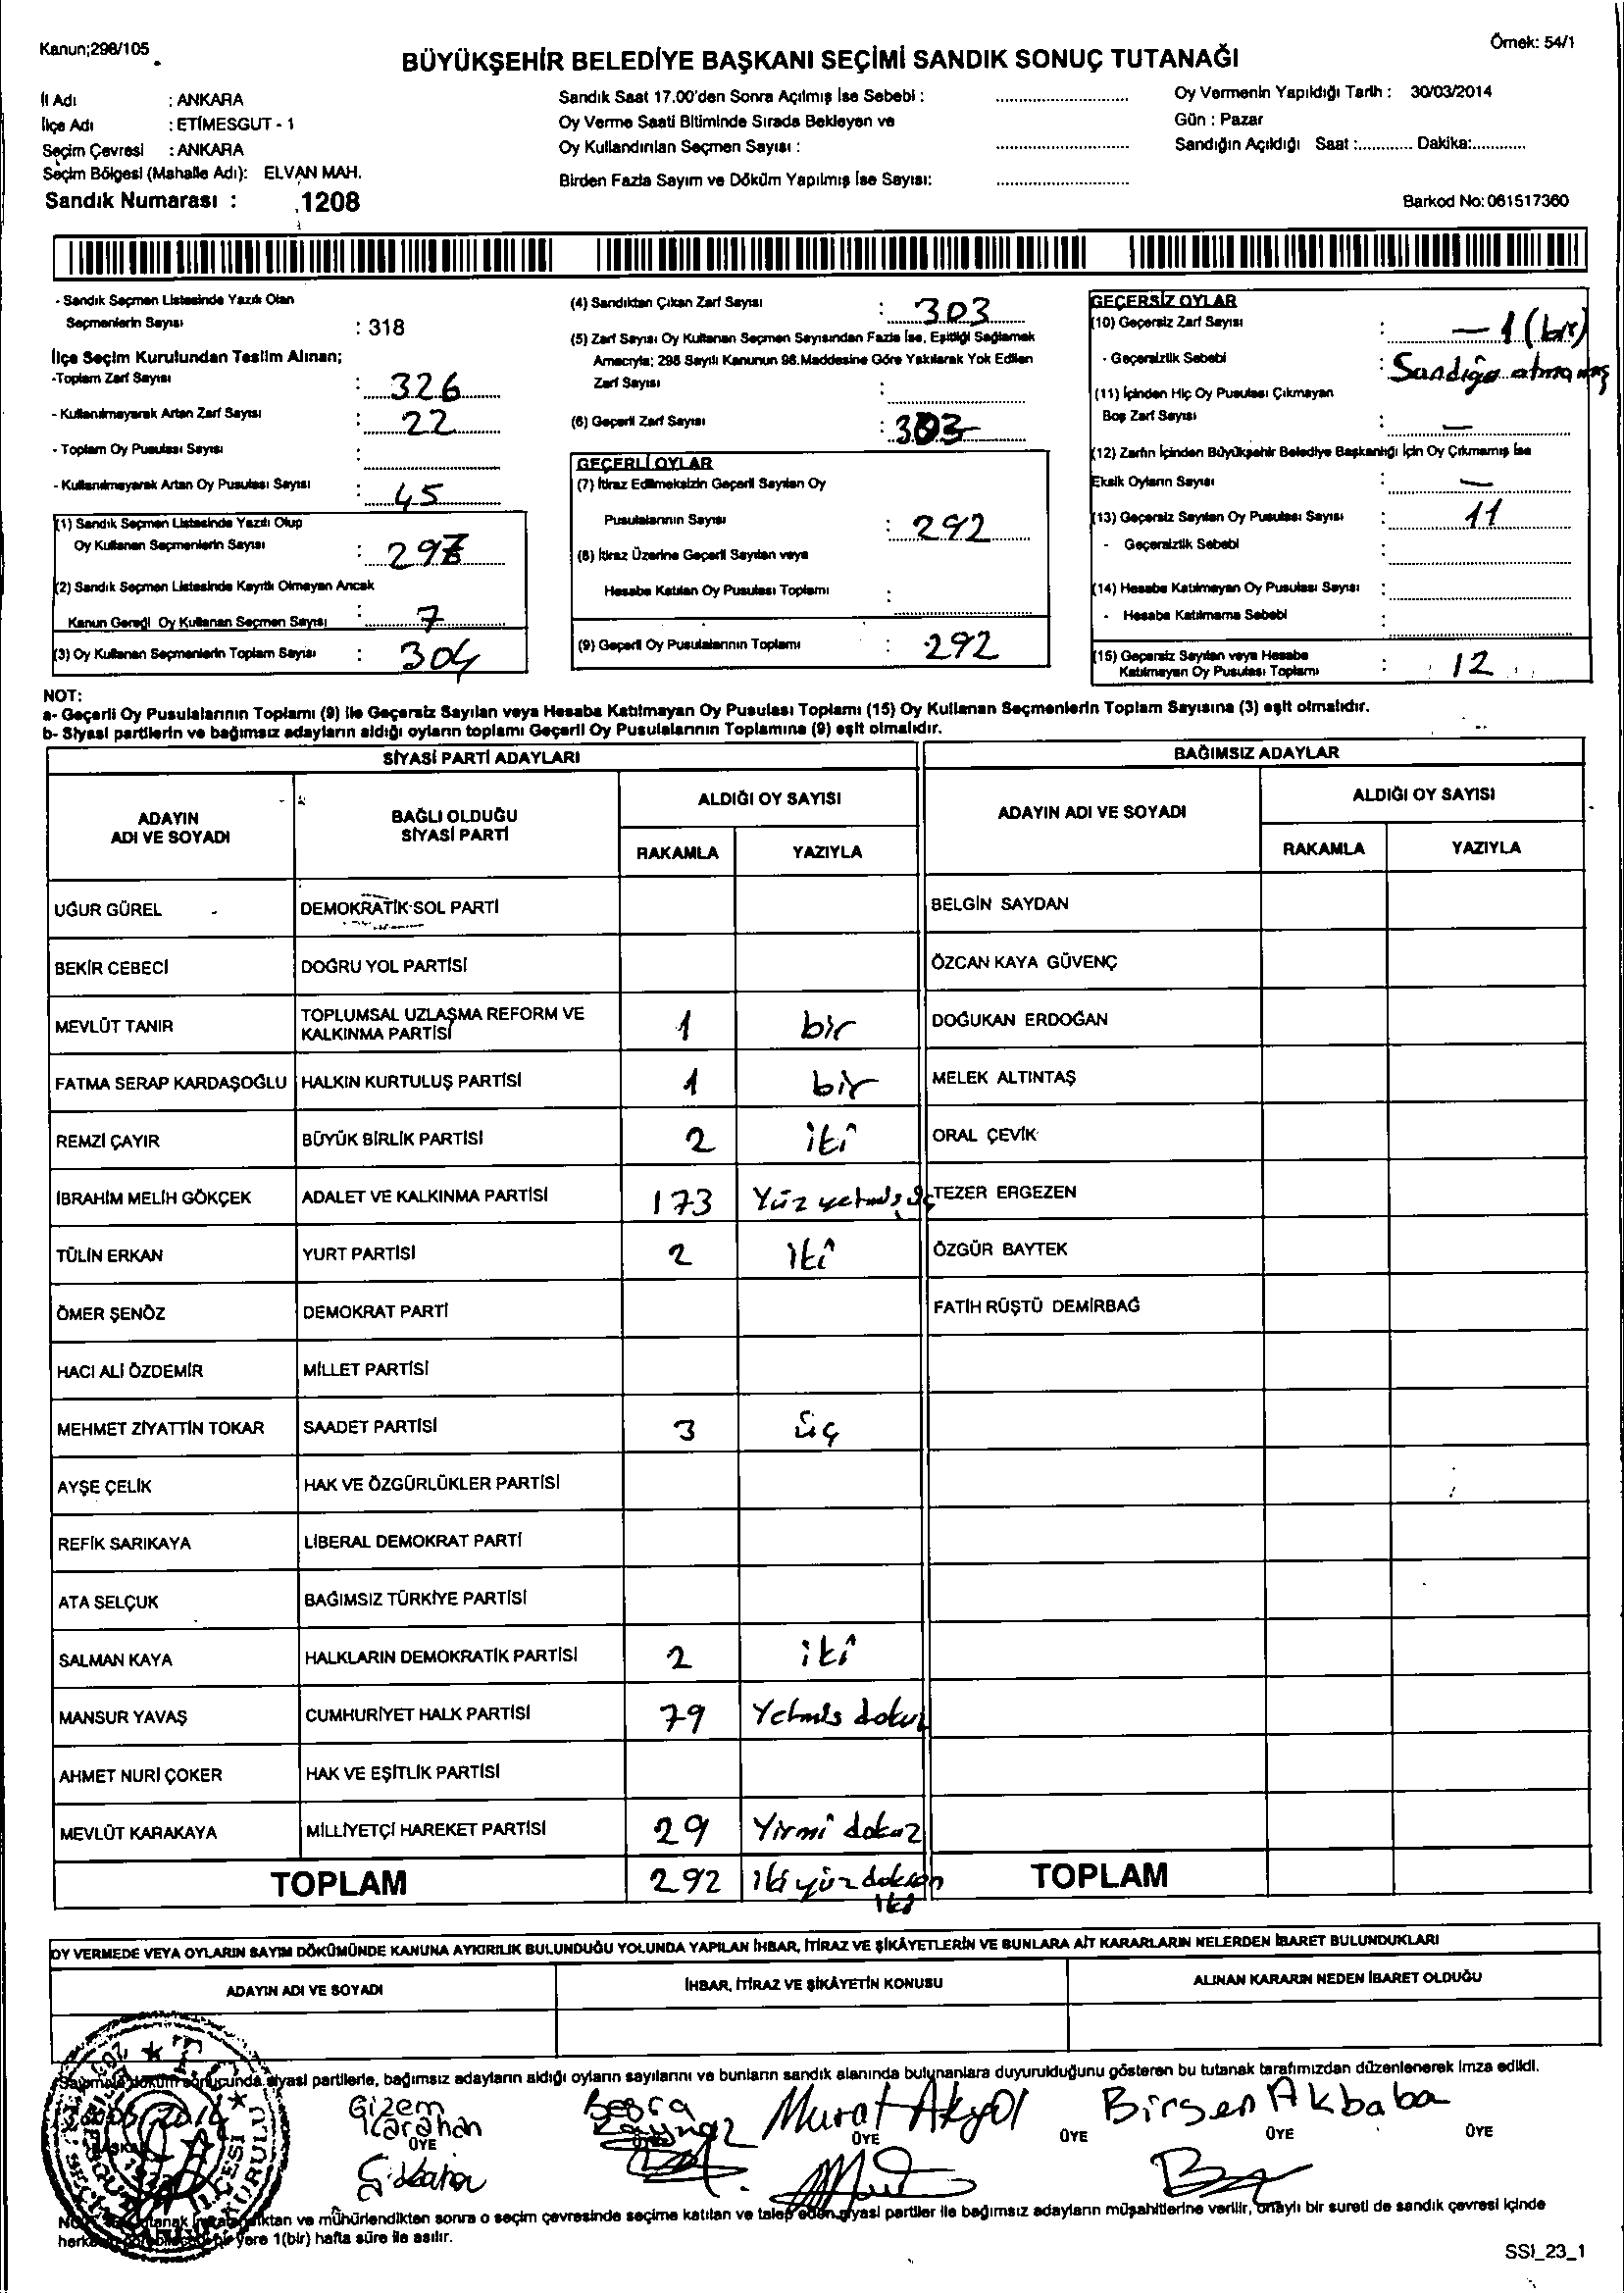 Kanun;298/105
Örnek: 54/1
BÜYÜKŞEHİR BELEDİYE BAŞKANI SEÇİMİ SANDIK SONUÇ TUTANAĞI
İl Adı : ANKARA
İlçe Adı : ETİMESGUT - 1
Seçim Çevresi : ANKARA
Seçim Bölgesi (Mahalle Adı): ELVAN MAH.
Sandık Numarası : 1208
Sandık Saat 17.00'den Sonra Açılmış İse Sebebi :
Oy Verme Saati Bitiminde Sırada Bekleyen ve
Oy Kullandırılan Seçmen Sayısı :
Birden Fazla Sayım ve Döküm Yapılmış İse Sayısı:
Oy Vermenin Yapıldığı Tarih : 30/03/2014
Gün : Pazar
Sandığın Açıldığı Saat :............ Dakika:............
Barkod No: 061517360
- Sandık Seçmen Listesinde Yazılı Olan
Seçmenlerin Sayısı : 318
İlçe Seçim Kurulundan Teslim Alınan;
-Toplam Zarf Sayısı : 326
- Kullanılmayarak Artan Zarf Sayısı : 22
- Toplam Oy Pusulası Sayısı :
- Kullanılmayarak Artan Oy Pusulası Sayısı : 45
(1) Sandık Seçmen Listesinde Yazılı Olup
Oy Kullanan Seçmenlerin Sayısı : 297
(2) Sandık Seçmen Listesinde Kayıtlı Olmayan Ancak
Kanun Gereği Oy Kullanan Seçmen Sayısı : 7
(3) Oy Kullanan Seçmenlerin Toplam Sayısı : 304
(4) Sandıktan Çıkan Zarf Sayısı : 303
(5) Zarf Sayısı Oy Kullanan Seçmen Sayısından Fazla İse, Eşitliği Sağlamak
Amacıyla; 298 Sayılı Kanunun 98.Maddesine Göre Yakılarak Yok Edilen
Zarf Sayısı :
(6) Geçerli Zarf Sayısı : 303
GEÇERLİ OYLAR
(7) İtiraz Edilmeksizin Geçerli Sayılan Oy
Pusulalarının Sayısı : 292
(8) İtiraz Üzerine Geçerli Sayılan veya
Hesaba Katılan Oy Pusulası Toplamı :
(9) Geçerli Oy Pusulalarının Toplamı : 292
GEÇERSİZ OYLAR
(10) Geçersiz Zarf Sayısı : — 1 (bir)
- Geçersizlik Sebebi : Sandığa atmamış
(11) İçinden Hiç Oy Pusulası Çıkmayan
Boş Zarf Sayısı : —
(12) Zarfın İçinden Büyükşehir Belediye Başkanlığı İçin Oy Çıkmamış İse
Eksik Oyların Sayısı : —
(13) Geçersiz Sayılan Oy Pusulası Sayısı : 11
- Geçersizlik Sebebi :
(14) Hesaba Katılmayan Oy Pusulası Sayısı :
- Hesaba Katılmama Sebebi :
(15) Geçersiz Sayılan veya Hesaba
Katılmayan Oy Pusulası Toplamı : 12
NOT:
a- Geçerli Oy Pusulalarının Toplamı (9) ile Geçersiz Sayılan veya Hesaba Katılmayan Oy Pusulası Toplamı (15) Oy Kullanan Seçmenlerin Toplam Sayısına (3) eşit olmalıdır.
b- Siyasi partilerin ve bağımsız adayların aldığı oyların toplamı Geçerli Oy Pusulalarının Toplamına (9) eşit olmalıdır.
SİYASİ PARTİ ADAYLARI
BAĞIMSIZ ADAYLAR
ADAYIN ADI VE SOYADI
BAĞLI OLDUĞU SİYASİ PARTİ
ALDIĞI OY SAYISI
RAKAMLA YAZIYLA
ADAYIN ADI VE SOYADI
ALDIĞI OY SAYISI
RAKAMLA YAZIYLA
UĞUR GÜREL DEMOKRATİK SOL PARTİ BELGİN SAYDAN
BEKİR CEBECİ DOĞRU YOL PARTİSİ ÖZCAN KAYA GÜVENÇ
MEVLÜT TANIR TOPLUMSAL UZLAŞMA REFORM VE KALKINMA PARTİSİ 1 bir DOĞUKAN ERDOĞAN
FATMA SERAP KARDAŞOĞLU HALKIN KURTULUŞ PARTİSİ 1 bir MELEK ALTINTAŞ
REMZİ ÇAYIR BÜYÜK BİRLİK PARTİSİ 2 iki ORAL ÇEVİK
İBRAHİM MELİH GÖKÇEK ADALET VE KALKINMA PARTİSİ 173 Yüz yetmiş üç TEZER ERGEZEN
TÜLİN ERKAN YURT PARTİSİ 2 iki ÖZGÜR BAYTEK
ÖMER ŞENÖZ DEMOKRAT PARTİ FATİH RÜŞTÜ DEMİRBAĞ
HACI ALİ ÖZDEMİR MİLLET PARTİSİ
MEHMET ZİYATTİN TOKAR SAADET PARTİSİ 3 üç
AYŞE ÇELİK HAK VE ÖZGÜRLÜKLER PARTİSİ
REFİK SARIKAYA LİBERAL DEMOKRAT PARTİ
ATA SELÇUK BAĞIMSIZ TÜRKİYE PARTİSİ
SALMAN KAYA HALKLARIN DEMOKRATİK PARTİSİ 2 iki
MANSUR YAVAŞ CUMHURİYET HALK PARTİSİ 79 Yetmiş dokuz
AHMET NURİ ÇOKER HAK VE EŞİTLİK PARTİSİ
MEVLÜT KARAKAYA MİLLİYETÇİ HAREKET PARTİSİ 29 Yirmi dokuz
TOPLAM 292 iki yüz doksan iki TOPLAM
OY VERMEDE VEYA OYLARIN SAYIM DÖKÜMÜNDE KANUNA AYKIRILIK BULUNDUĞU YOLUNDA YAPILAN İHBAR, İTİRAZ VE ŞİKÂYETLERİN VE BUNLARA AİT KARARLARIN NELERDEN İBARET BULUNDUKLARI
ADAYIN ADI VE SOYADI İHBAR, İTİRAZ VE ŞİKÂYETİN KONUSU ALINAN KARARIN NEDEN İBARET OLDUĞU
siyasi partilerle, bağımsız adayların aldığı oyların sayılarını ve bunların sandık alanında bulunanlara duyurulduğunu gösteren bu tutanak tarafımızdan düzenlenerek imza edildi.
Gizem Karahan Murat Akyol Birsen Akbaba
ÜYE ÜYE ÜYE ÜYE ÜYE
ve mühürlendikten sonra o seçim çevresinde seçime katılan ve talep eden siyasi partiler ile bağımsız adayların müşahitlerine verilir, onaylı bir sureti de sandık çevresi içinde
yere 1(bir) hafta süre ile asılır.
SSI_23_1